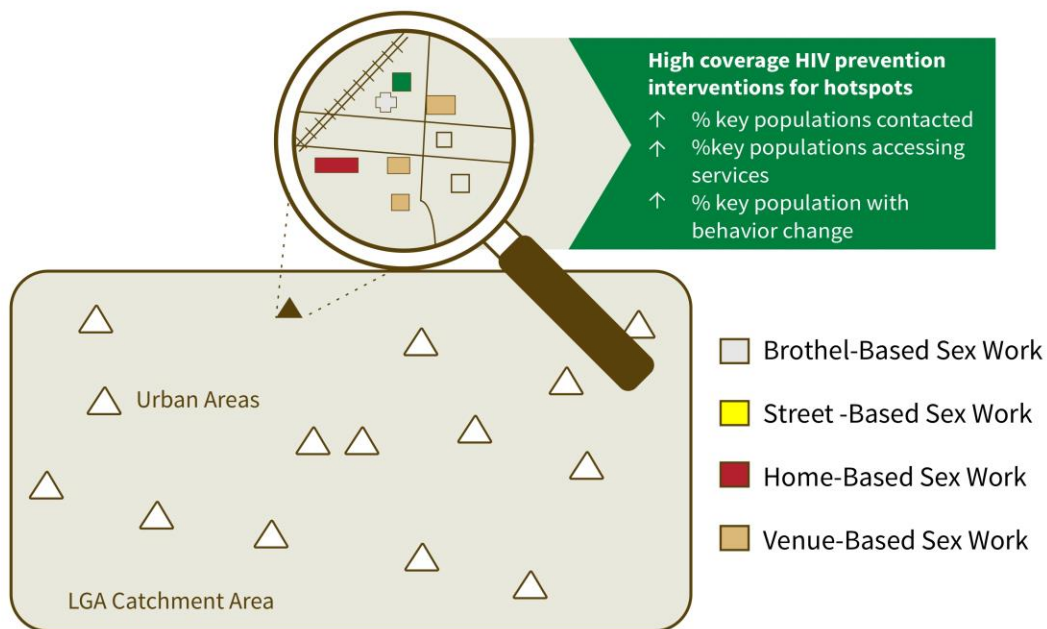 High coverage HIV prevention
interventions for hotspots
↑ % key populations contacted
↑ %key populations accessing
services
↑ % key population with
behavior change
Urban Areas
LGA Catchment Area
Brothel-Based Sex Work
Street -Based Sex Work
Home-Based Sex Work
Venue-Based Sex Work